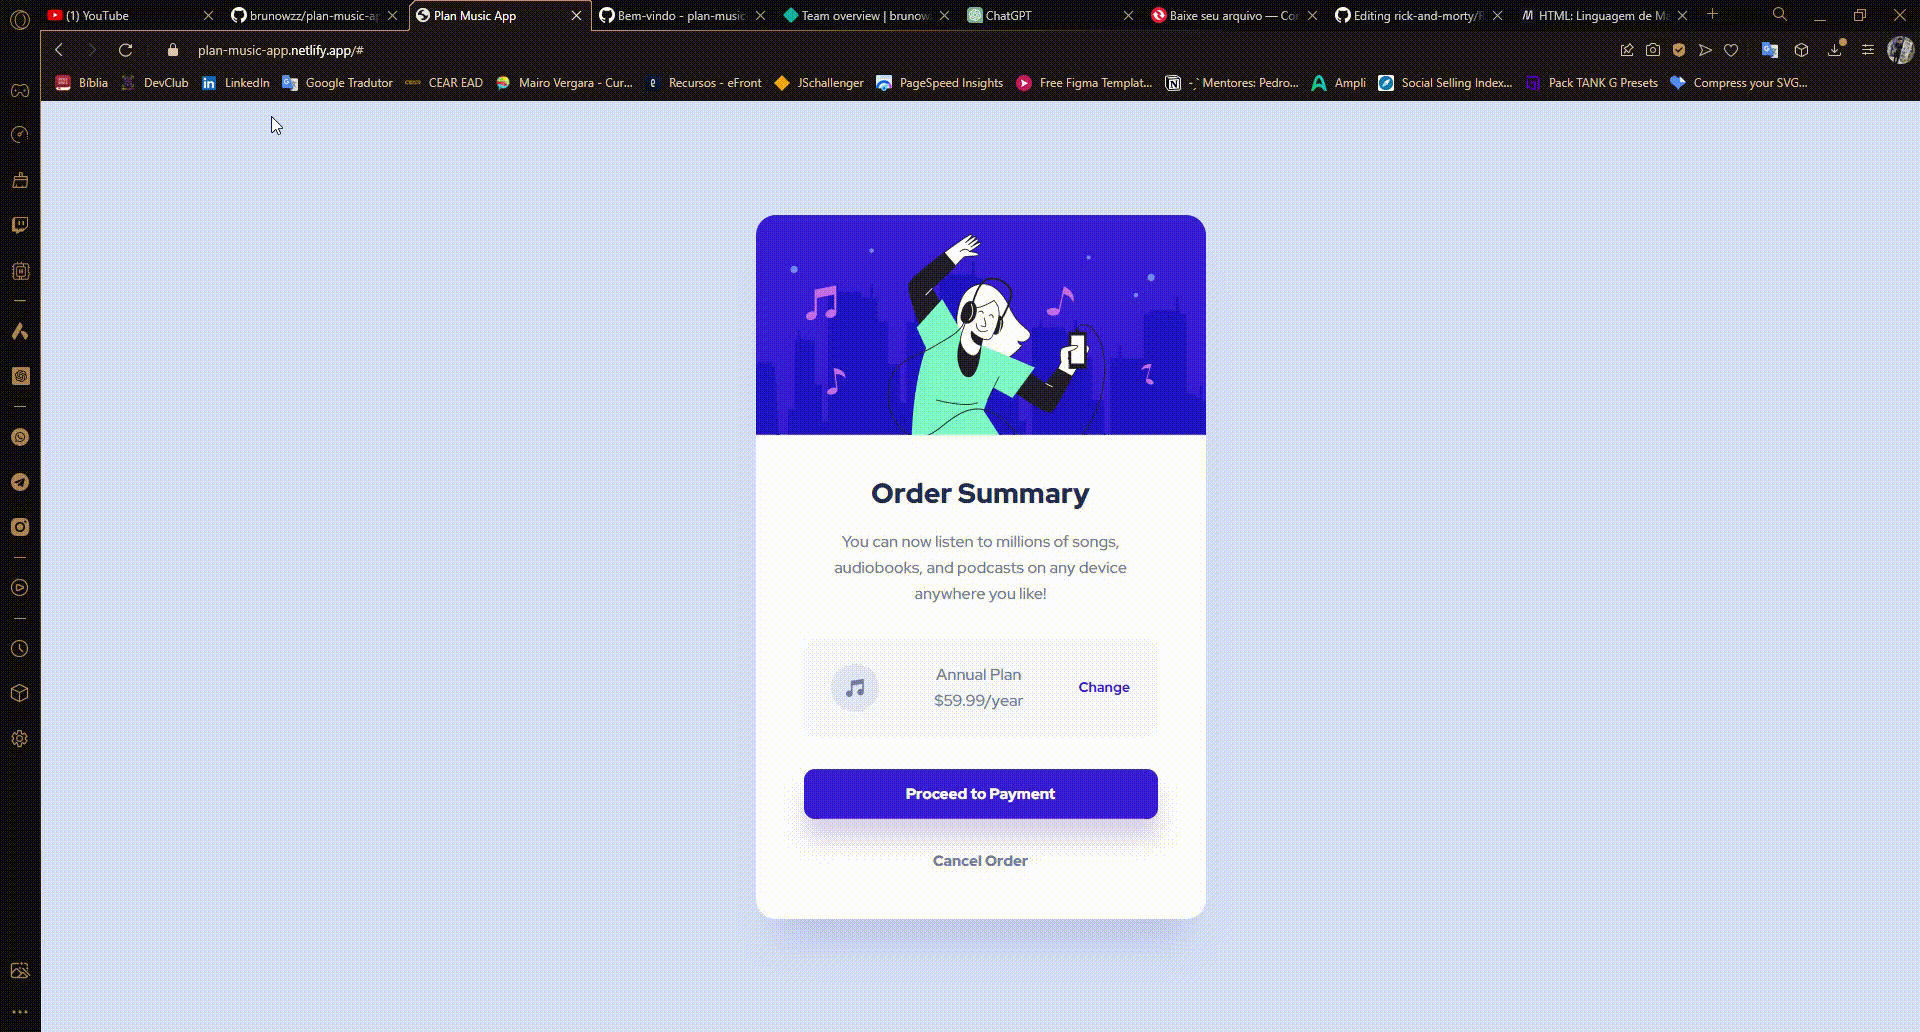 (1) YouTube
brunowzz/plan-music-a
Plan Music App
Bem-vindo - plan-music-
Team overview | brunow
ChatGPT
Baixe seu arquivo — Co
Editing rick-and-morty/
HTML: Linguagem de Ma
plan-music-app.netlify.app/#
Bíblia
DevClub
LinkedIn
Google Tradutor
CEAR EAD
Mairo Vergara - Cur...
Recursos - eFront
JSchallenger
PageSpeed Insights
Free Figma Templat...
-ˏ` Mentores: Pedro...
Ampli
Social Selling Index...
Pack TANK G Presets
Compress your SVG...
Order Summary
You can now listen to millions of songs,
audiobooks, and podcasts on any device
anywhere you like!
Annual Plan
$59.99/year
Change
Proceed to Payment
Cancel Order